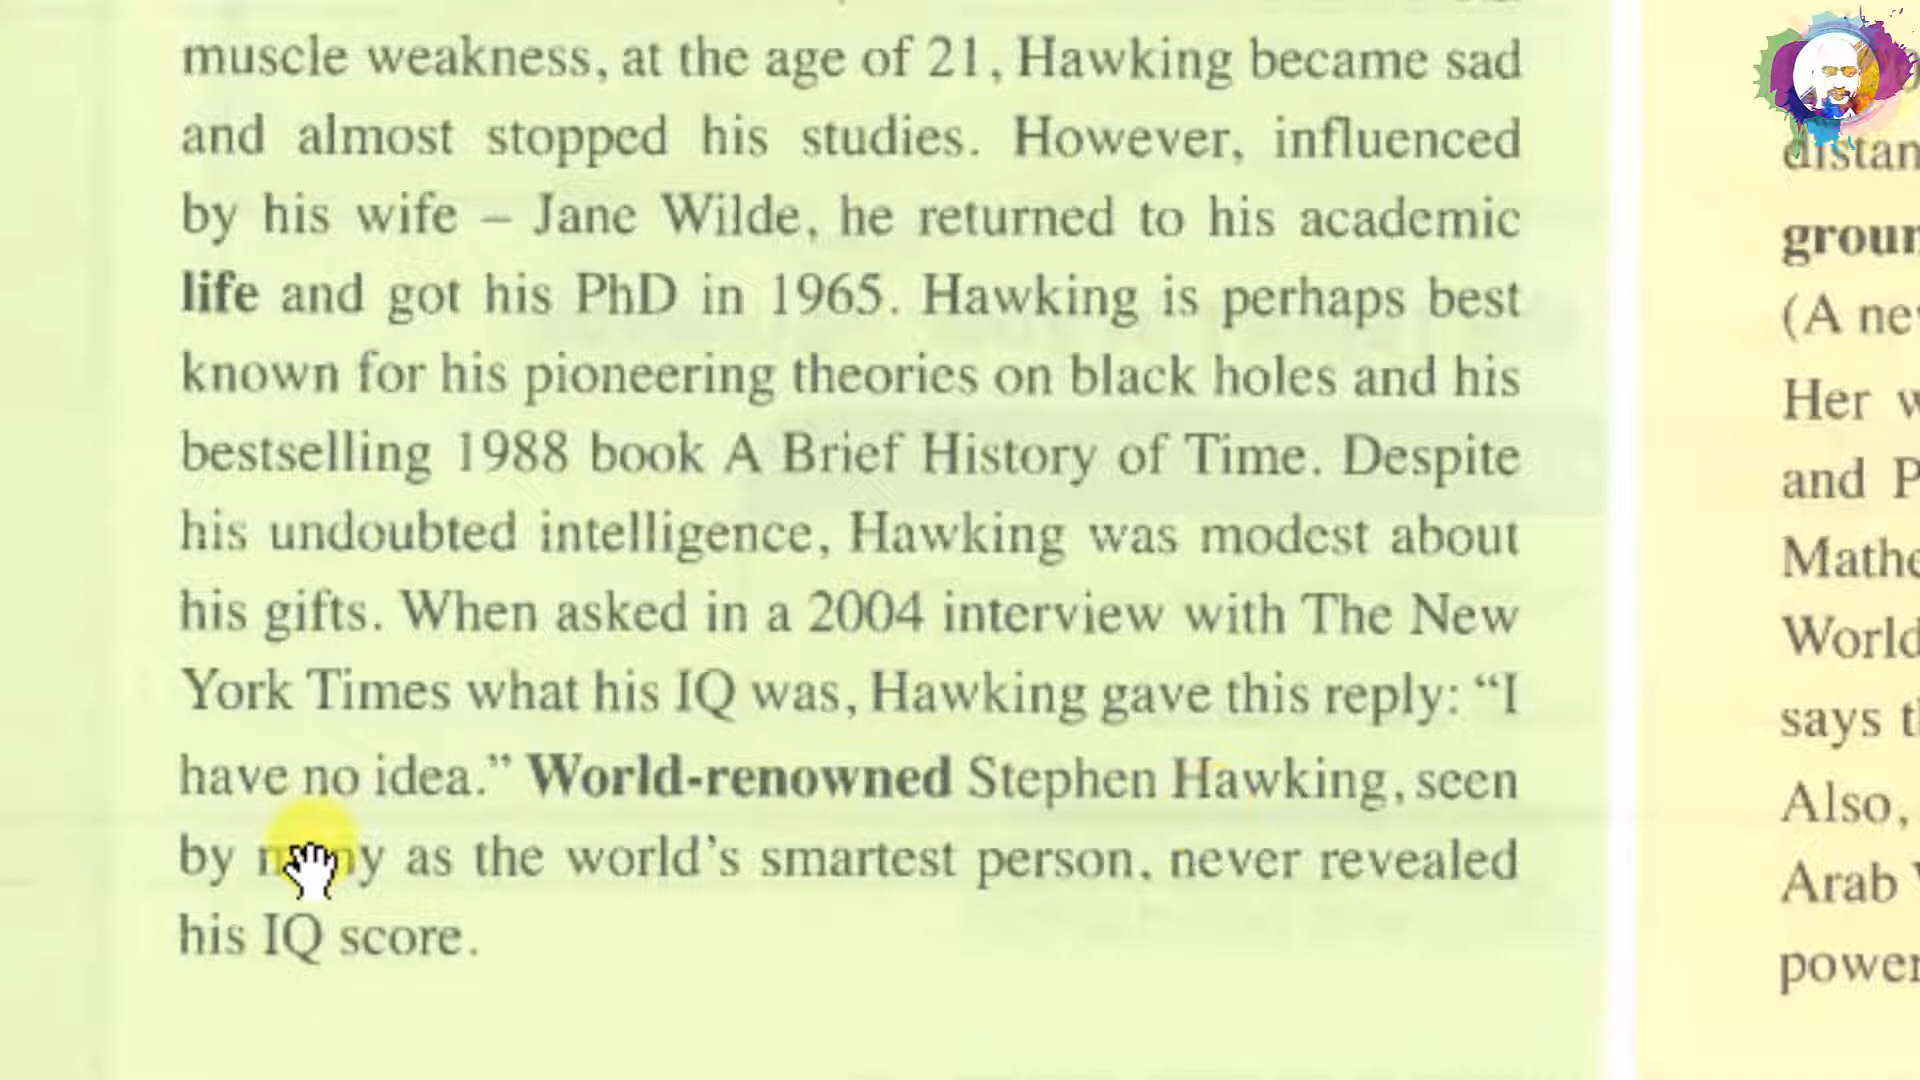 muscle weakness, at the age of 21, Hawking became sad
and almost stopped his studies. However, influenced
by his wife – Jane Wilde, he returned to his academic
life and got his PhD in 1965. Hawking is perhaps best
known for his pioneering theories on black holes and his
bestselling 1988 book A Brief History of Time. Despite
his undoubted intelligence, Hawking was modest about
his gifts. When asked in a 2004 interview with The New
York Times what his IQ was, Hawking gave this reply: “I
have no idea.” World-renowned Stephen Hawking, seen
by many as the world’s smartest person, never revealed
his IQ score.
distan
groun
(A ne
Her w
and P
Mathe
World
says t
Also,
Arab
power